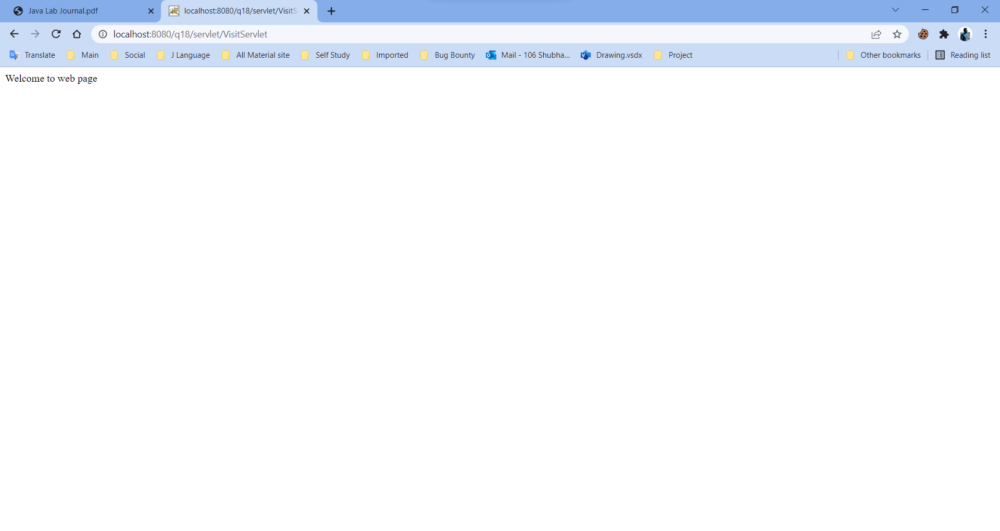 Java Lab Journal.pdf
localhost:8080/q18/servlet/VisitS
localhost:8080/q18/servlet/VisitServlet
Translate Main Social J Language All Material site Self Study Imported Bug Bounty Mail - 106 Shubha... Drawing.vsdx Project Other bookmarks Reading list
Welcome to web page